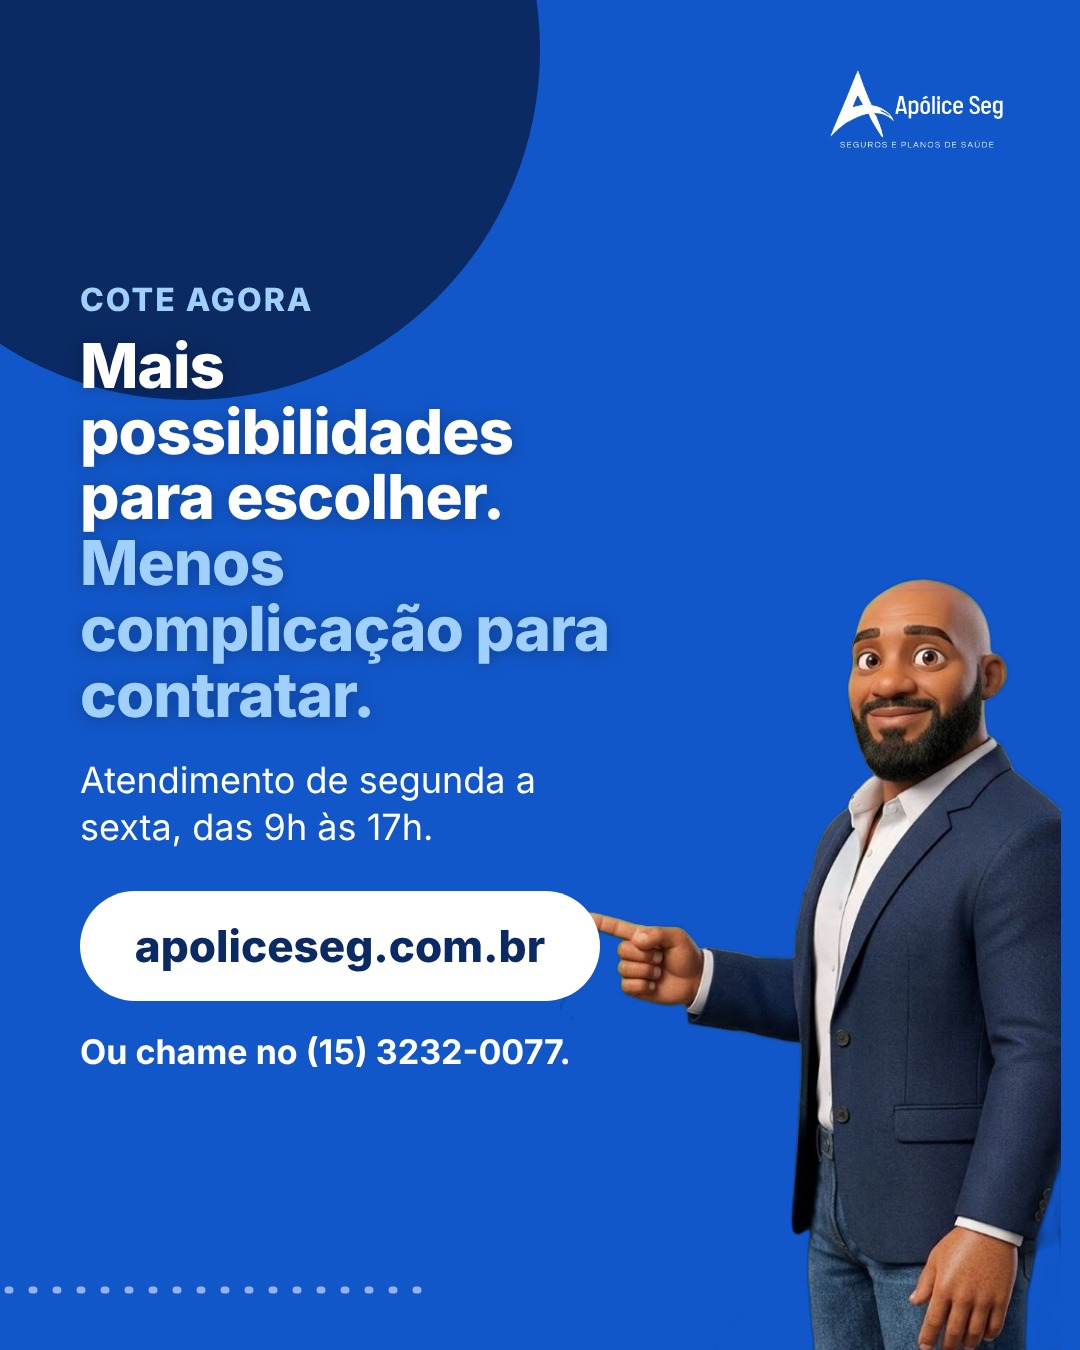 Apólice Seg
SEGUROS E PLANOS DE SAÚDE
COTE AGORA
Mais
possibilidades
para escolher.
Menos
complicação para
contratar.
Atendimento de segunda a
sexta, das 9h às 17h.
apoliceseg.com.br
Ou chame no (15) 3232-0077.